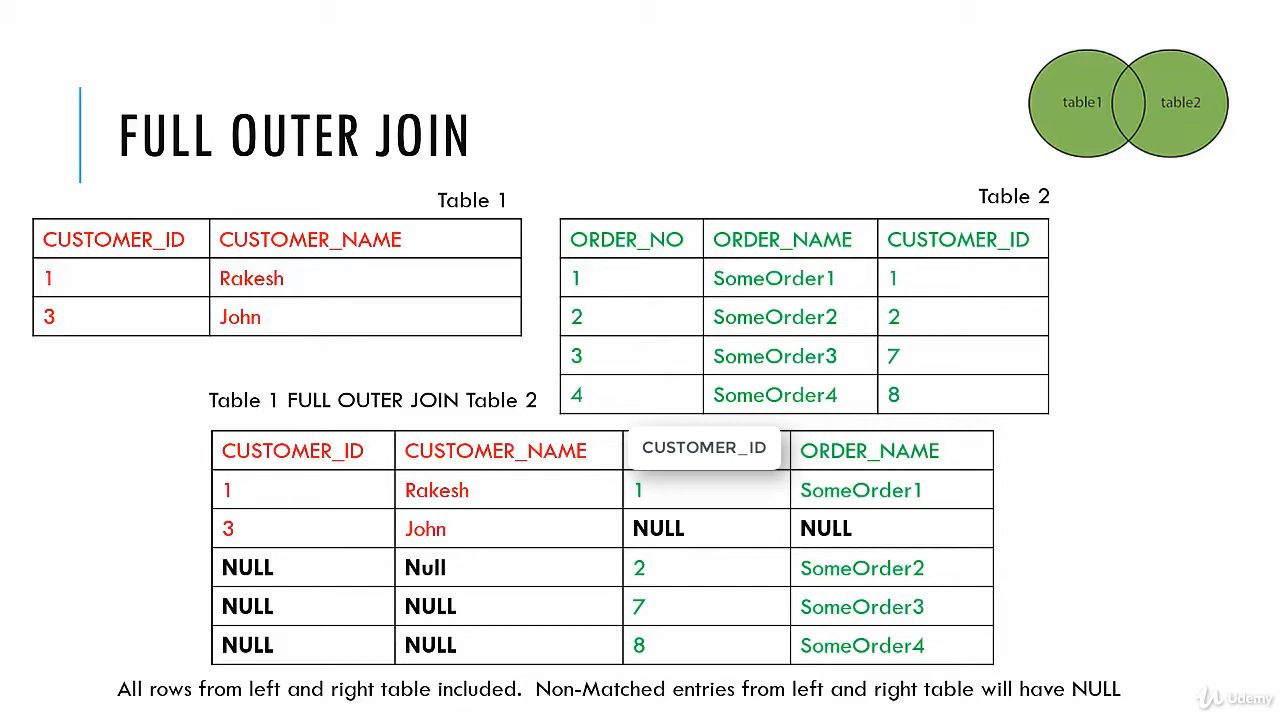 table1 table2
FULL OUTER JOIN
Table 1
CUSTOMER_ID CUSTOMER_NAME
1 Rakesh
3 John
Table 2
ORDER_NO ORDER_NAME CUSTOMER_ID
1 SomeOrder1 1
2 SomeOrder2 2
3 SomeOrder3 7
4 SomeOrder4 8
Table 1 FULL OUTER JOIN Table 2
CUSTOMER_ID CUSTOMER_NAME CUSTOMER_ID ORDER_NAME
1 Rakesh 1 SomeOrder1
3 John NULL NULL
NULL Null 2 SomeOrder2
NULL NULL 7 SomeOrder3
NULL NULL 8 SomeOrder4
All rows from left and right table included. Non-Matched entries from left and right table will have NULL
Udemy